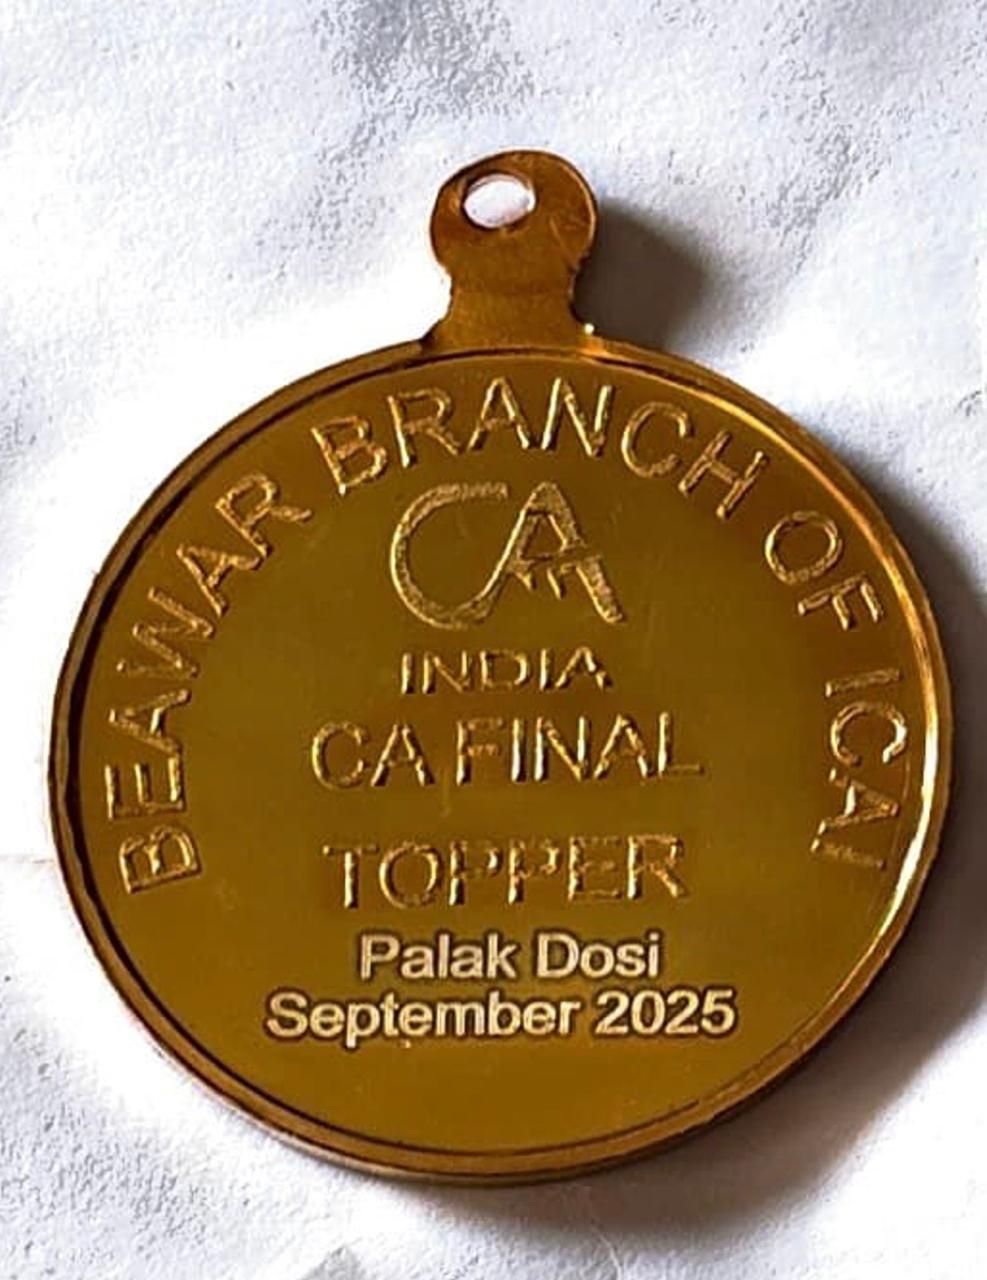 BEAWAR BRANCH OF ICAI
CA
INDIA
CA FINAL
TOPPER
Palak Dosi
September 2025